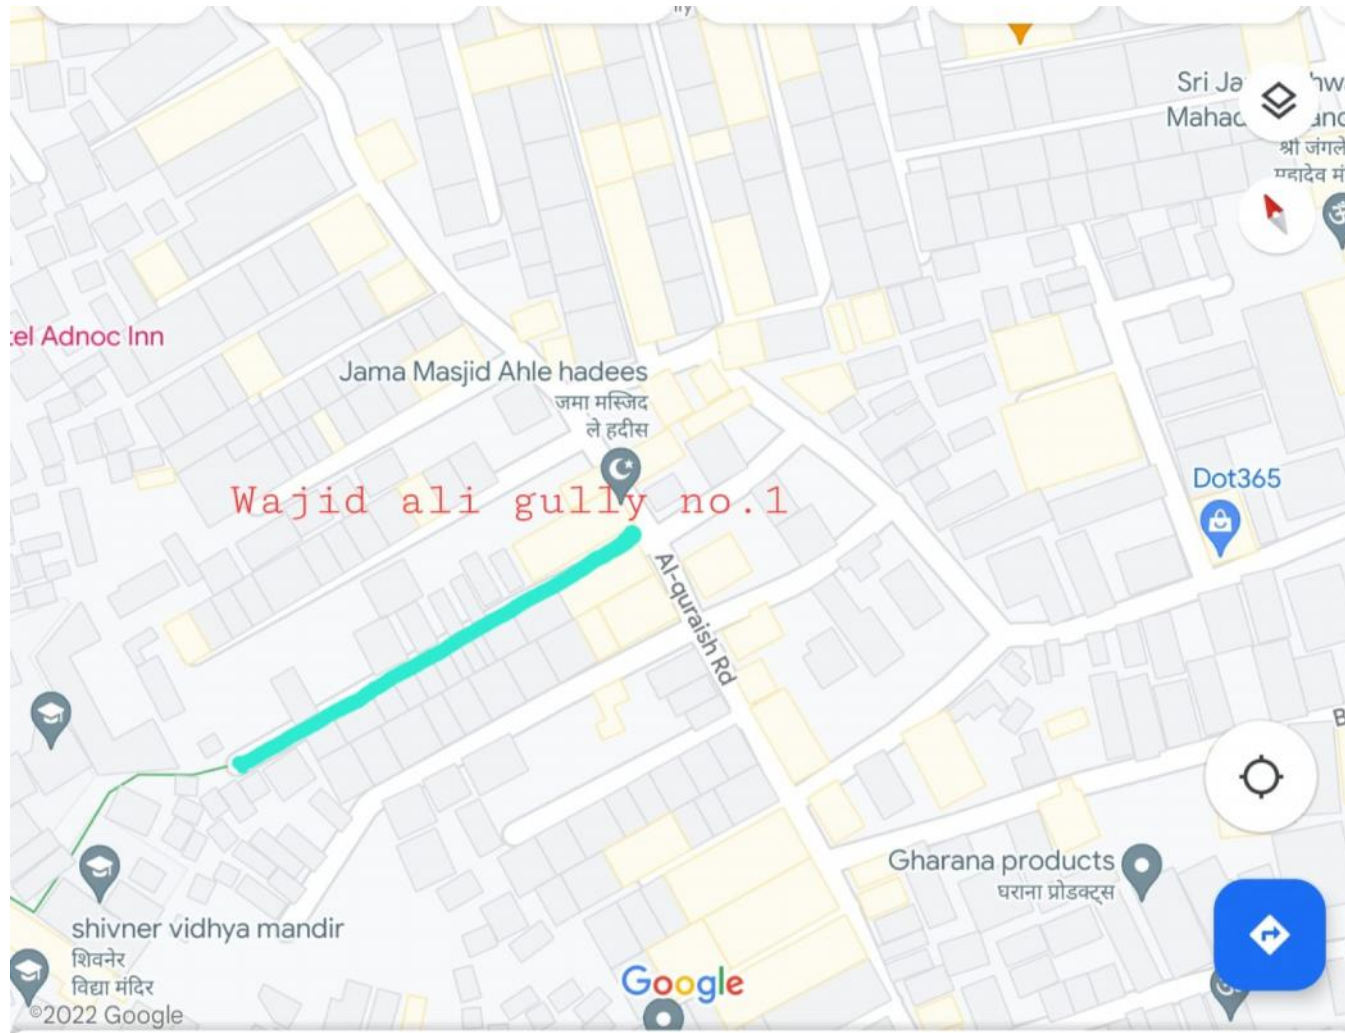 Sri Ja
Mahad
श्री जंगले
महादेव मं
el Adnoc Inn
Jama Masjid Ahle hadees
जमा मस्जिद
ले हदीस
Wajid ali gully no.1
Dot365
Al-quraish Rd
Gharana products
घराना प्रोडक्ट्स
shivner vidhya mandir
शिवनेर
विद्या मंदिर
Google
©2022 Google